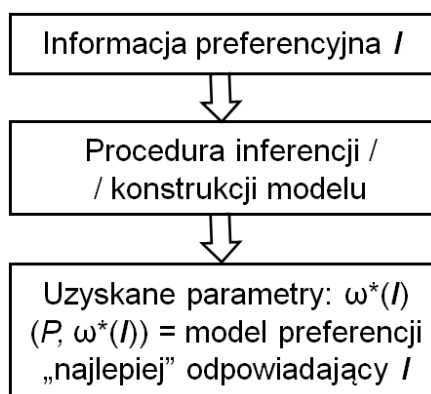 Informacja preferencyjna I
Procedura inferencji /
/ konstrukcji modelu
Uzyskane parametry: ω*(I)
(P, ω*(I)) = model preferencji
„najlepiej” odpowiadający I